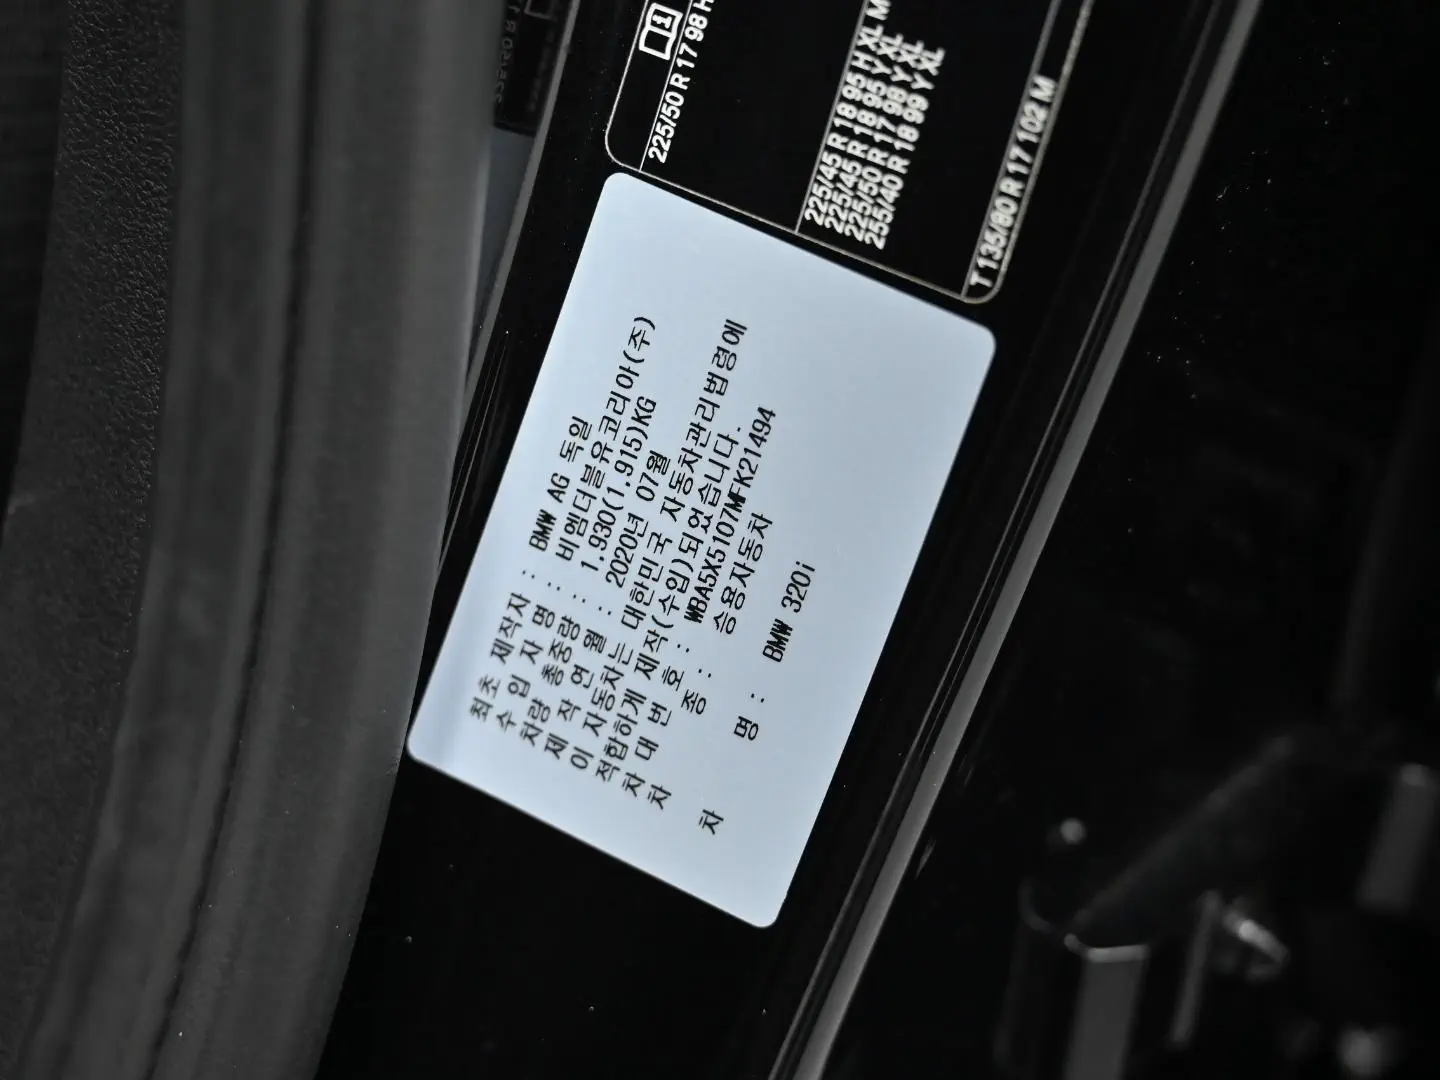 225/50 R 17 98 H
225/45 R 18 95 H XL M
225/45 R 18 95 Y XL
225/50 R 17 98 Y XL
255/40 R 18 99 Y XL
T 135/80 R 17 102 M
최초 제작자 : BMW AG 독일
수 입 자 명 : 비엠더블유코리아(주)
차량 총중량 : 1.930(1.915)KG
제 작 연 월 : 2020년 07월
이 자동차는 대한민국 자동차관리법령에
적합하게 제작(수입)되었습니다.
차 대 번 호 : WBA5X5107MFK21494
차 종 : 승용자동차
차 명 : BMW 320i